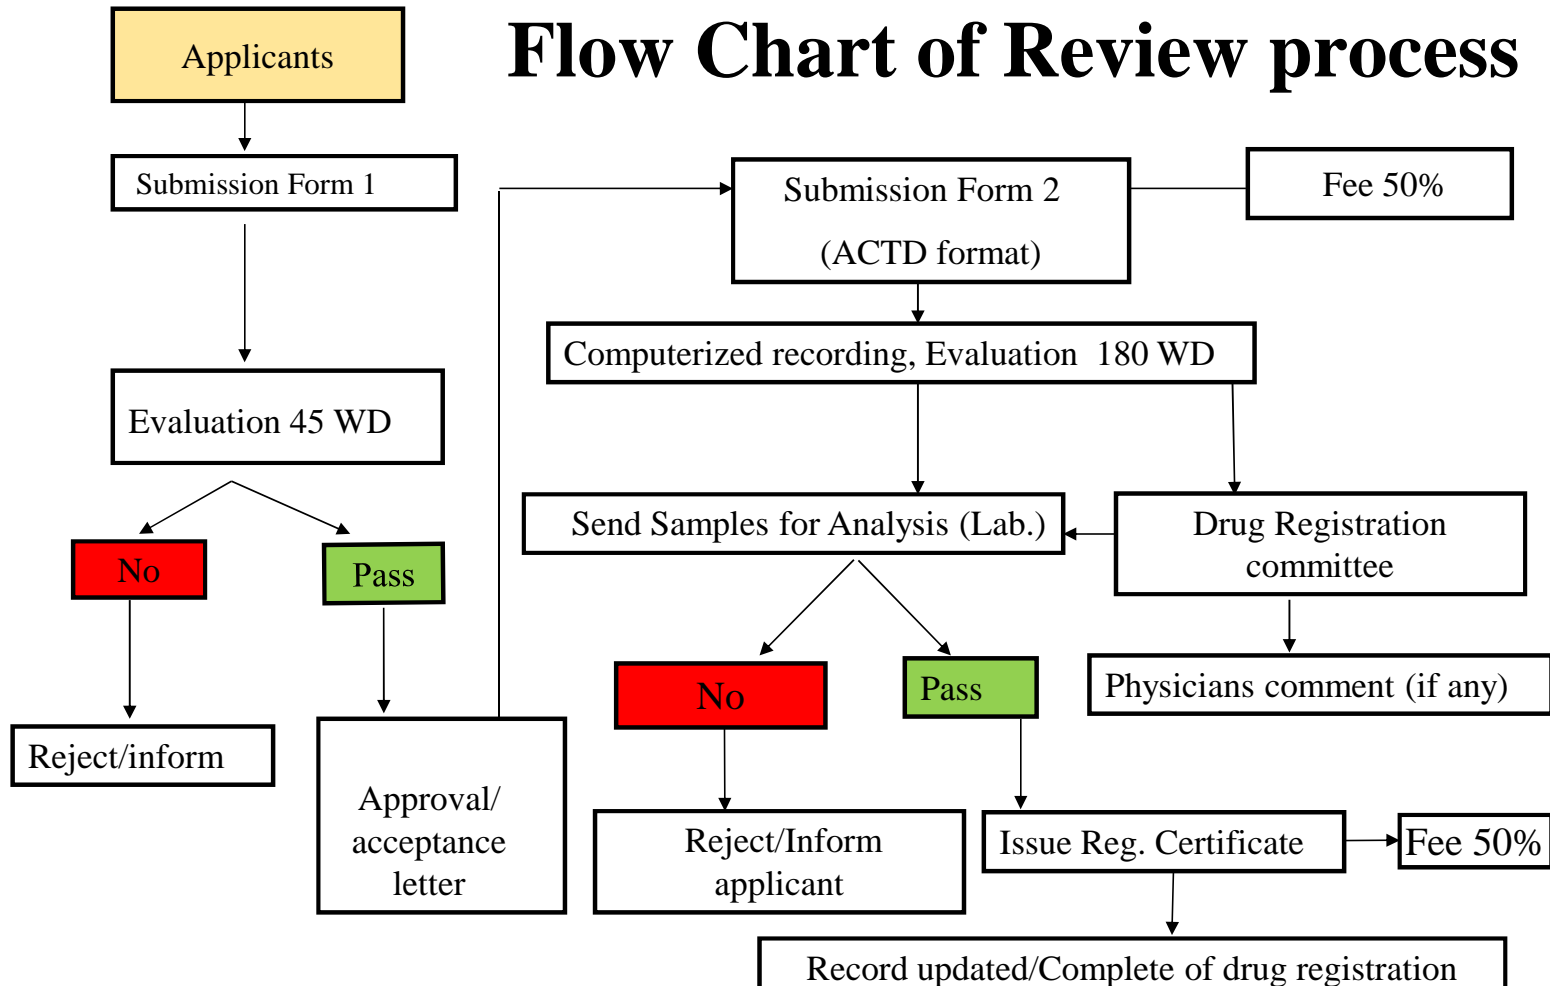 Flow Chart of Review process
Applicants
Submission Form 1
Evaluation 45 WD
No
Pass
Reject/inform
Approval/
acceptance
letter
Submission Form 2
(ACTD format)
Fee 50%
Computerized recording, Evaluation 180 WD
Send Samples for Analysis (Lab.)
Drug Registration
committee
Physicians comment (if any)
No
Pass
Reject/Inform
applicant
Issue Reg. Certificate
Fee 50%
Record updated/Complete of drug registration